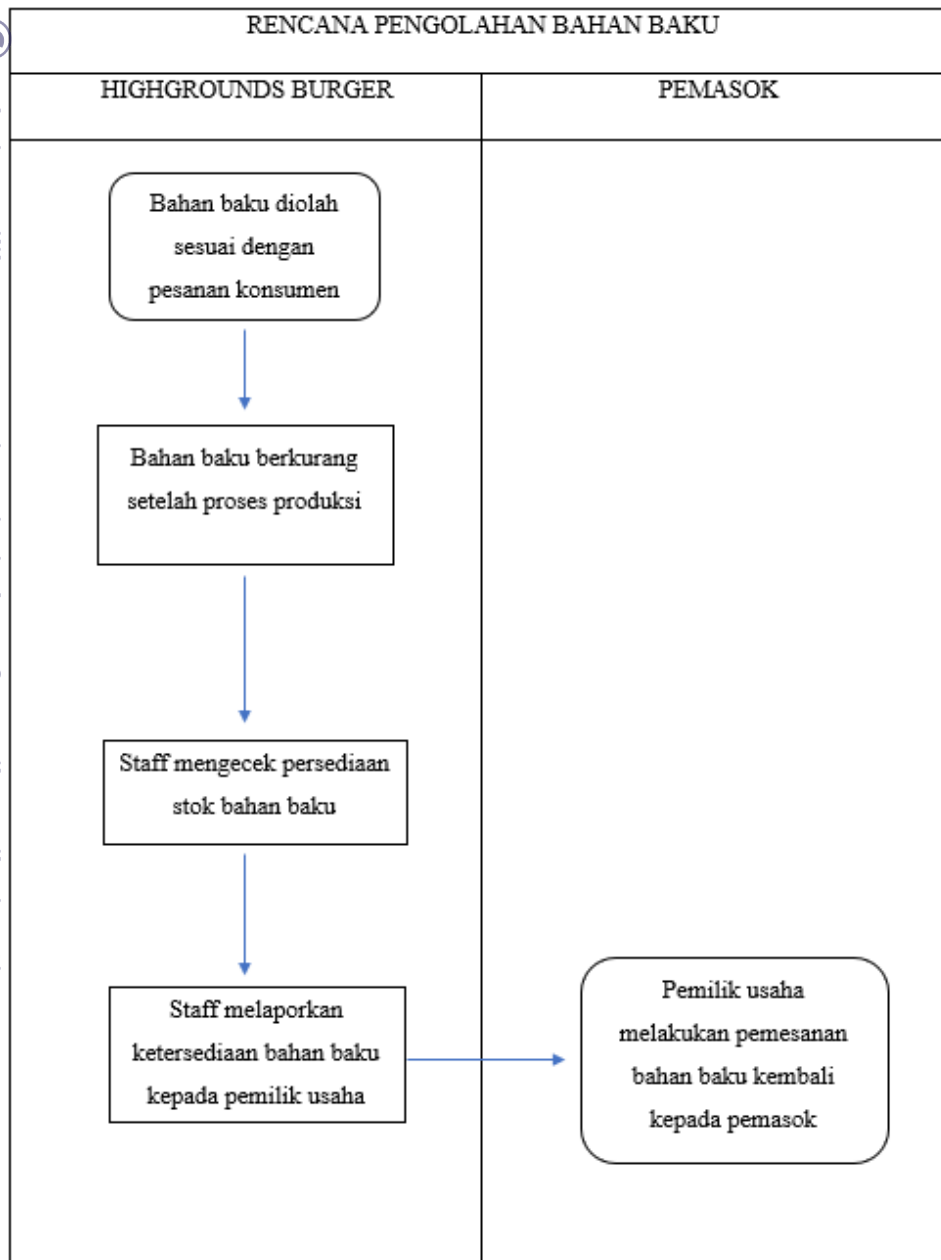 RENCANA PENGOLAHAN BAHAN BAKU
HIGHGROUNDS BURGER
PEMASOK
Bahan baku diolah
sesuai dengan
pesanan konsumen
Bahan baku berkurang
setelah proses produksi
Staff mengecek persediaan
stok bahan baku
Staff melaporkan
ketersediaan bahan baku
kepada pemilik usaha
Pemilik usaha
melakukan pemesanan
bahan baku kembali
kepada pemasok